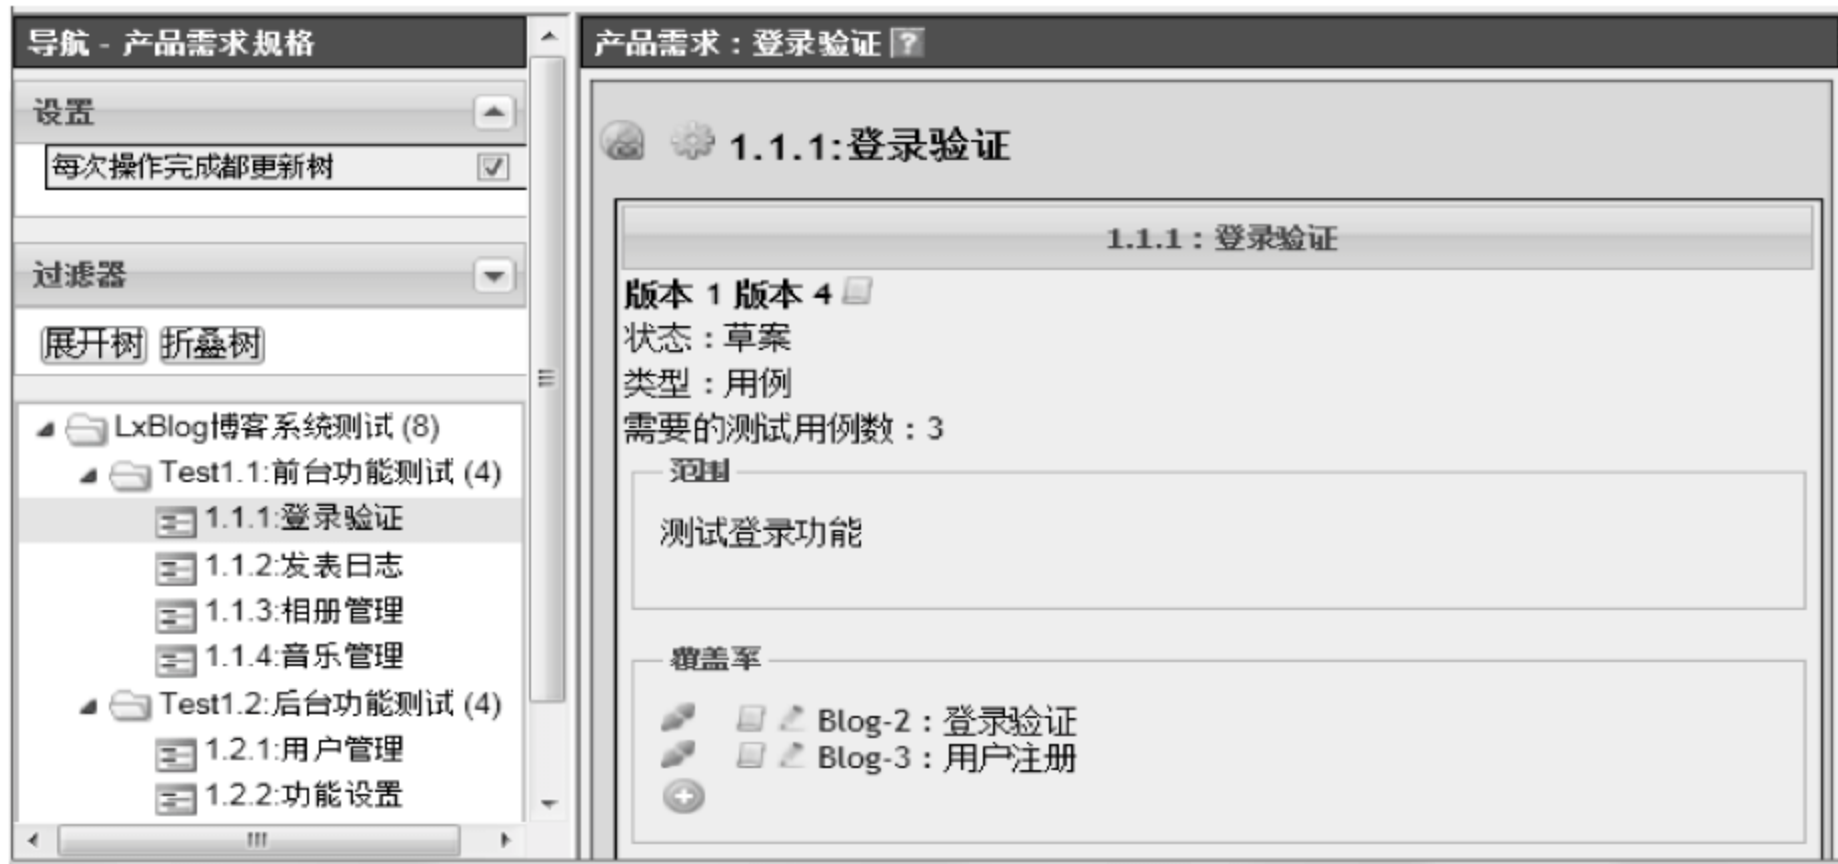 导航 - 产品需求规格
设置
每次操作完成都更新树
过滤器
展开树 折叠树
LxBlog博客系统测试 (8)
Test1.1:前台功能测试 (4)
1.1.1:登录验证
1.1.2:发表日志
1.1.3:相册管理
1.1.4:音乐管理
Test1.2:后台功能测试 (4)
1.2.1:用户管理
1.2.2:功能设置
产品需求：登录验证 ?
1.1.1:登录验证
1.1.1：登录验证
版本 1 版本 4
状态：草案
类型：用例
需要的测试用例数：3
范围
测试登录功能
覆盖率
Blog-2：登录验证
Blog-3：用户注册